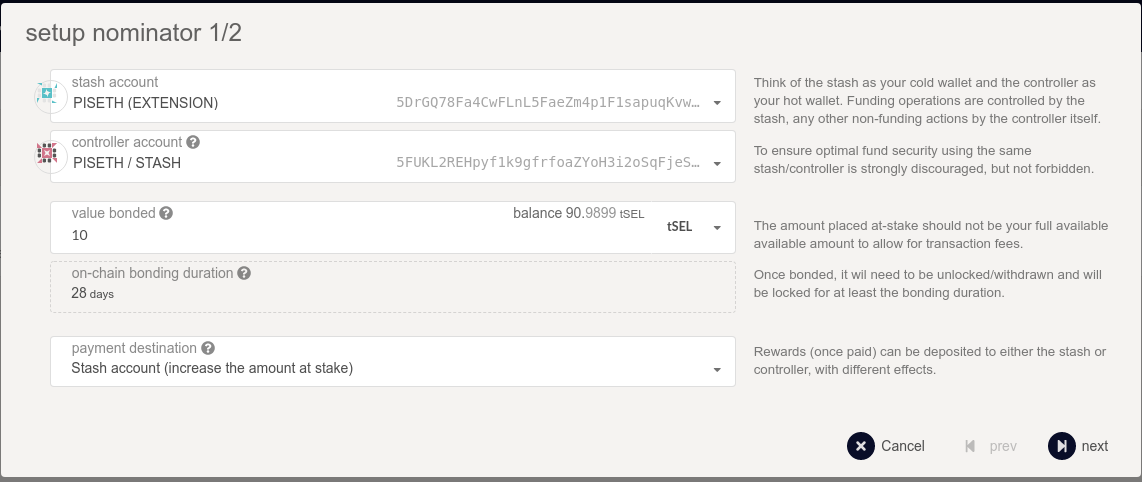 setup nominator 1/2
stash account
PISETH (EXTENSION) 5DrGQ78Fa4CwFLnL5FaeZm4p1F1sapuqKvw…
Think of the stash as your cold wallet and the controller as
your hot wallet. Funding operations are controlled by the
stash, any other non-funding actions by the controller itself.
controller account ?
PISETH / STASH 5FUKL2REHpyf1k9gfrfoaZYoH3i2oSqFjeS…
To ensure optimal fund security using the same
stash/controller is strongly discouraged, but not forbidden.
value bonded ? balance 90.9899 tSEL
10 tSEL
The amount placed at-stake should not be your full available
available amount to allow for transaction fees.
on-chain bonding duration ?
28 days
Once bonded, it wil need to be unlocked/withdrawn and will
be locked for at least the bonding duration.
payment destination ?
Stash account (increase the amount at stake)
Rewards (once paid) can be deposited to either the stash or
controller, with different effects.
Cancel prev next